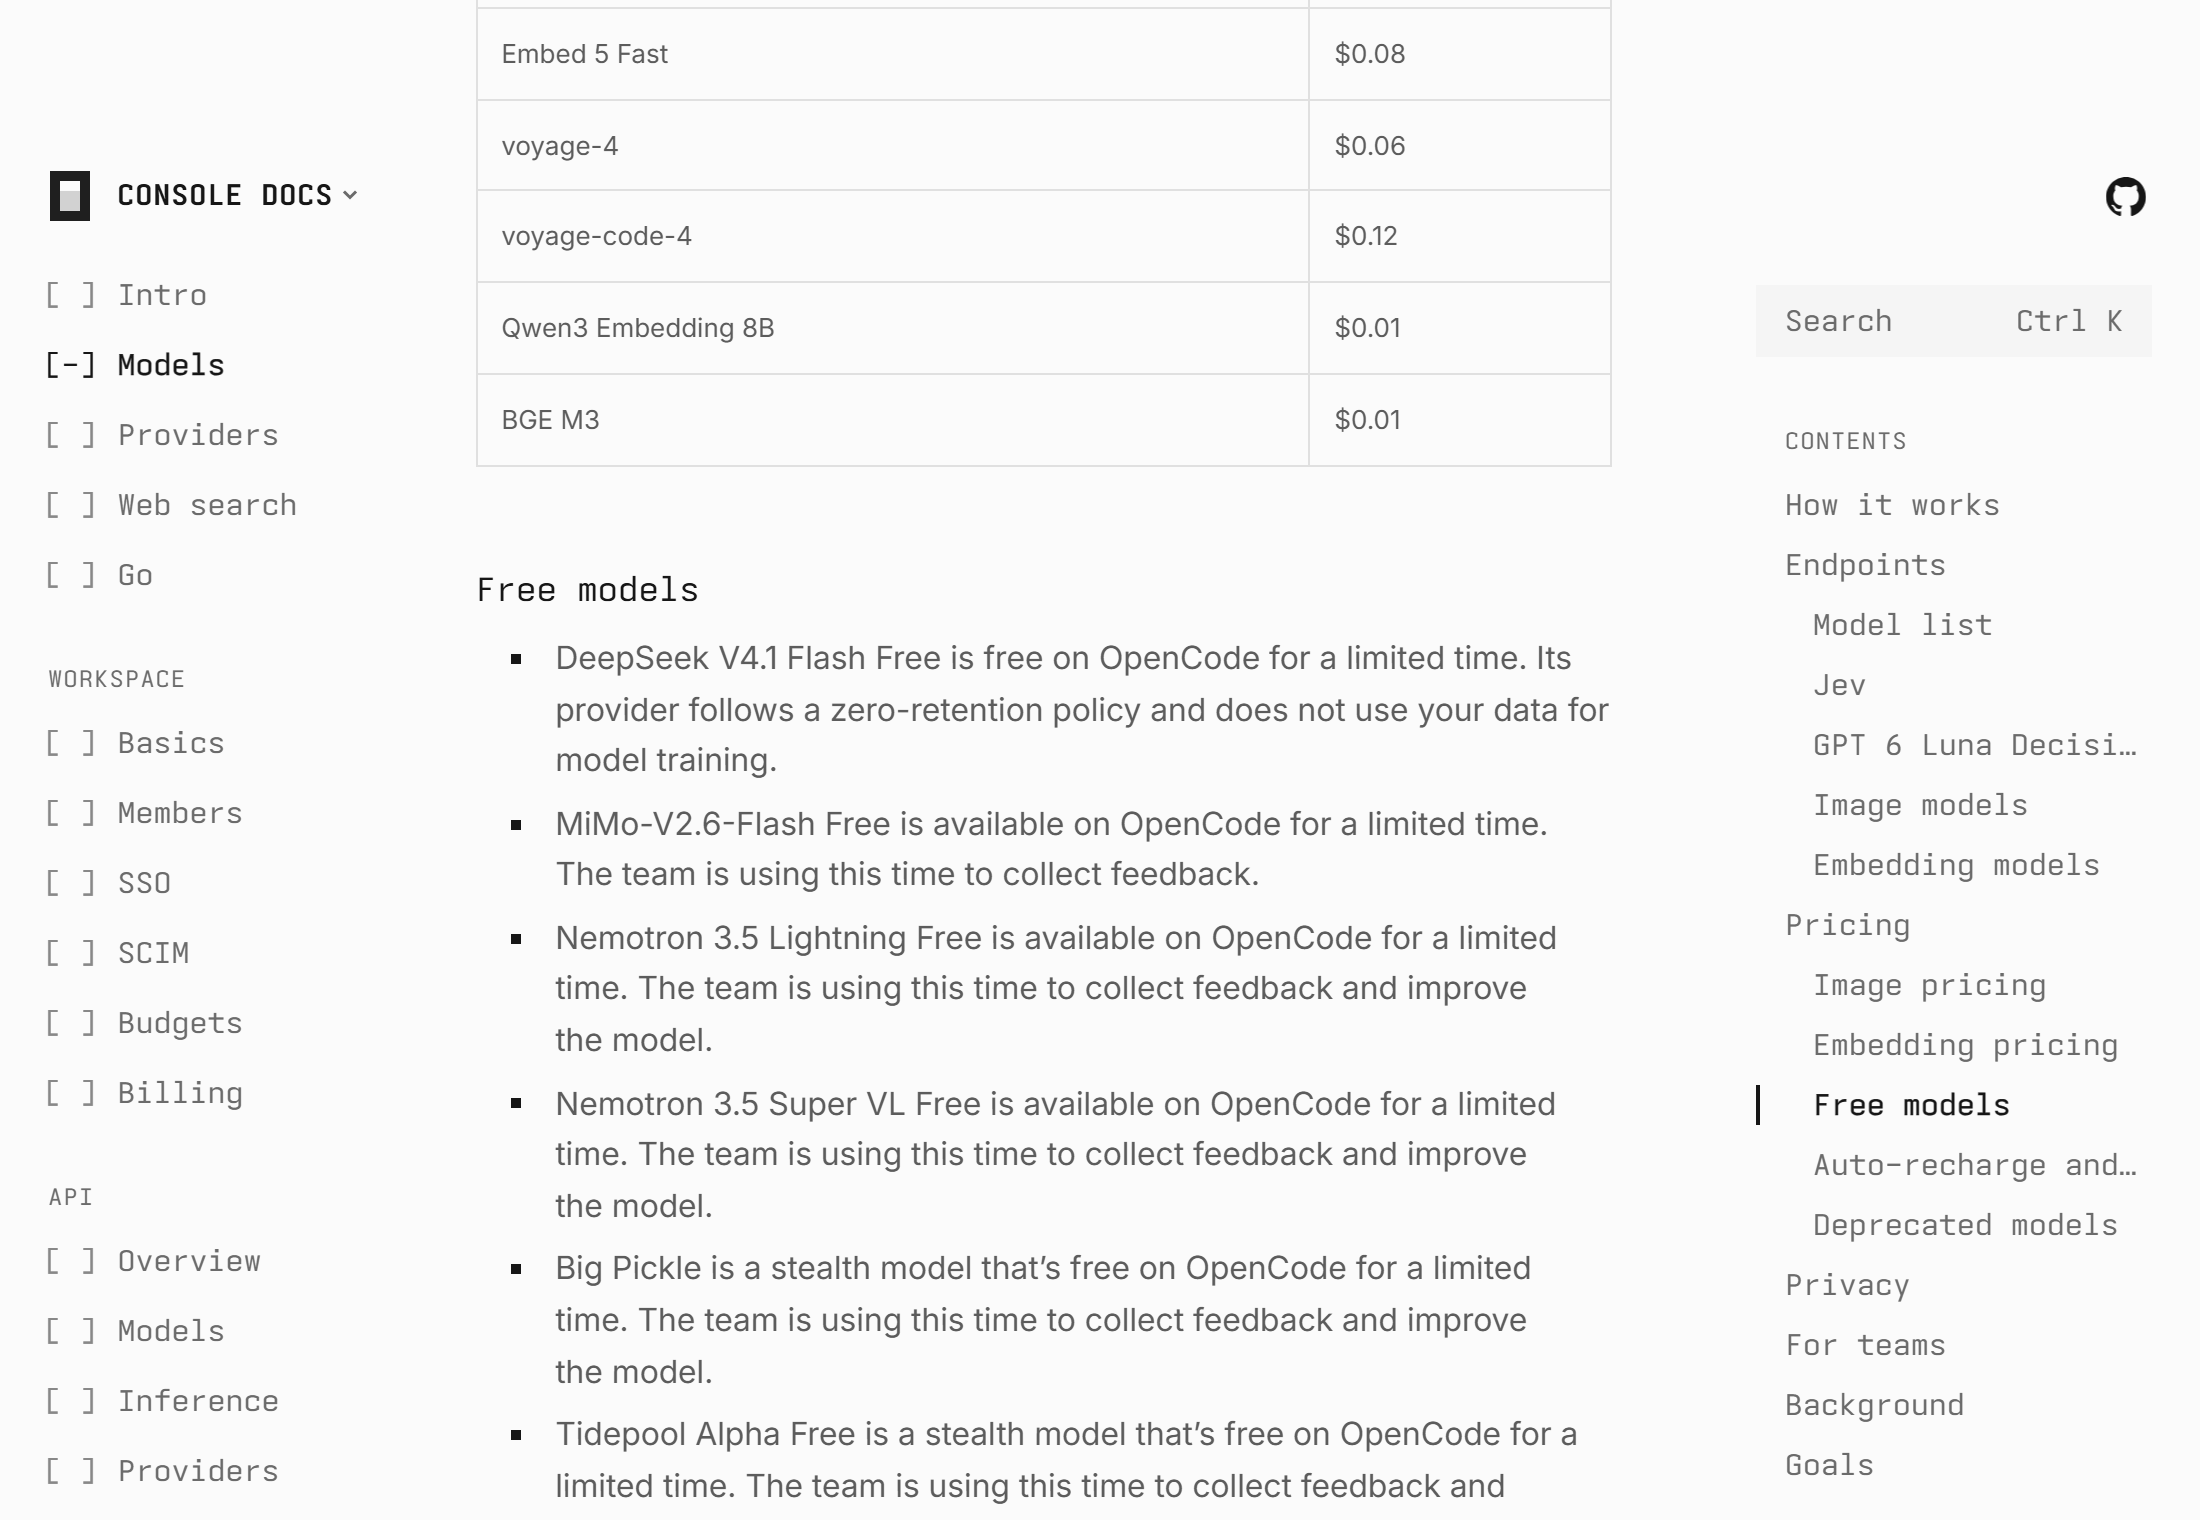 CONSOLE DOCS
[ ] Intro
[-] Models
[ ] Providers
[ ] Web search
[ ] Go
WORKSPACE
[ ] Basics
[ ] Members
[ ] SSO
[ ] SCIM
[ ] Budgets
[ ] Billing
API
[ ] Overview
[ ] Models
[ ] Inference
[ ] Providers
Embed 5 Fast $0.08
voyage-4 $0.06
voyage-code-4 $0.12
Qwen3 Embedding 8B $0.01
BGE M3 $0.01
Free models
DeepSeek V4.1 Flash Free is free on OpenCode for a limited time. Its
provider follows a zero-retention policy and does not use your data for
model training.
MiMo-V2.6-Flash Free is available on OpenCode for a limited time.
The team is using this time to collect feedback.
Nemotron 3.5 Lightning Free is available on OpenCode for a limited
time. The team is using this time to collect feedback and improve
the model.
Nemotron 3.5 Super VL Free is available on OpenCode for a limited
time. The team is using this time to collect feedback and improve
the model.
Big Pickle is a stealth model that’s free on OpenCode for a limited
time. The team is using this time to collect feedback and improve
the model.
Tidepool Alpha Free is a stealth model that’s free on OpenCode for a
limited time. The team is using this time to collect feedback and
Search Ctrl K
CONTENTS
How it works
Endpoints
Model list
Jev
GPT 6 Luna Decisi…
Image models
Embedding models
Pricing
Image pricing
Embedding pricing
Free models
Auto-recharge and…
Deprecated models
Privacy
For teams
Background
Goals